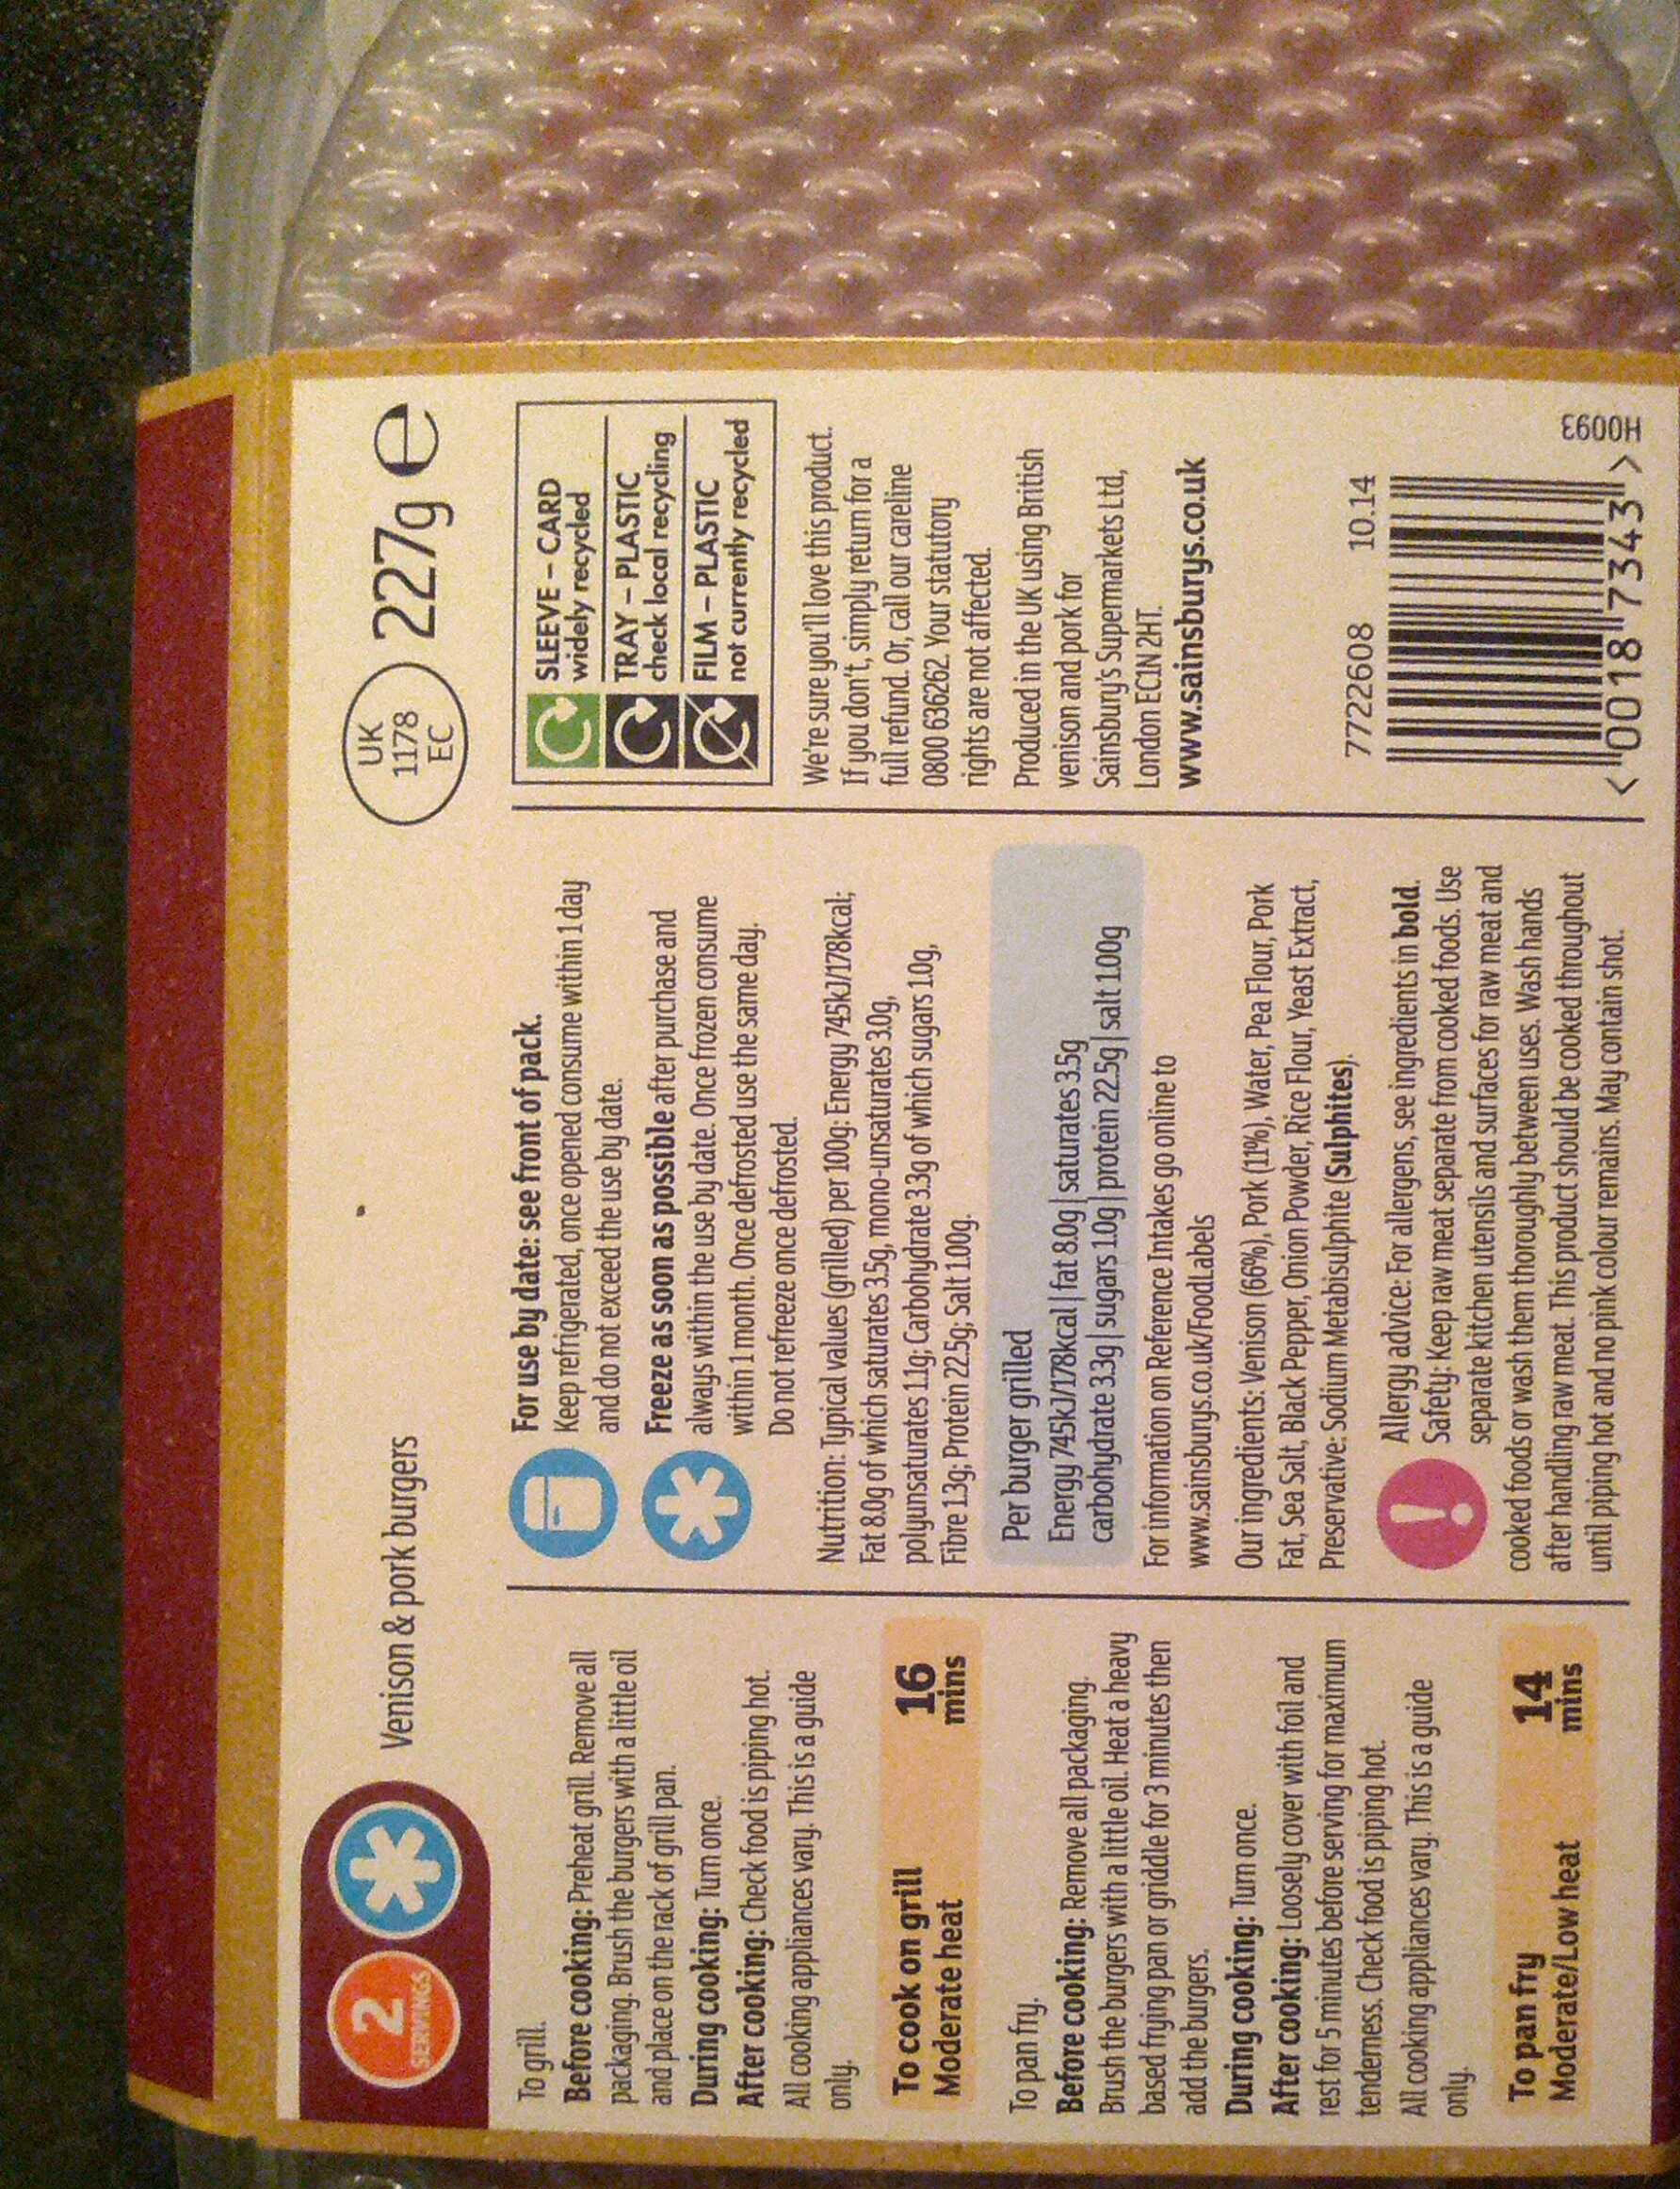 2
SERVINGS
Venison & pork burgers
UK
1178
EC
227g e
To grill.
Before cooking: Preheat grill. Remove all
packaging. Brush the burgers with a little oil
and place on the rack of grill pan.
During cooking: Turn once.
After cooking: Check food is piping hot.
All cooking appliances vary. This is a guide
only.
To cook on grill
Moderate heat
16
mins
To pan fry.
Before cooking: Remove all packaging.
Brush the burgers with a little oil. Heat a heavy
based frying pan or griddle for 3 minutes then
add the burgers.
During cooking: Turn once.
After cooking: Loosely cover with foil and
rest for 5 minutes before serving for maximum
tenderness. Check food is piping hot.
All cooking appliances vary. This is a guide
only.
To pan fry
Moderate/Low heat
14
mins
For use by date: see front of pack.
Keep refrigerated, once opened consume within 1 day
and do not exceed the use by date.
Freeze as soon as possible after purchase and
always within the use by date. Once frozen consume
within 1 month. Once defrosted use the same day.
Do not refreeze once defrosted.
Nutrition: Typical values (grilled) per 100g: Energy 745kJ/178kcal;
Fat 8.0g of which saturates 3.5g, mono-unsaturates 3.0g,
polyunsaturates 1.1g; Carbohydrate 3.3g of which sugars 1.0g,
Fibre 1.3g; Protein 22.5g; Salt 1.00g.
Per burger grilled
Energy 745kJ/178kcal | fat 8.0g | saturates 3.5g
carbohydrate 3.3g | sugars 1.0g | protein 22.5g | salt 1.00g
For information on Reference Intakes go online to
www.sainsburys.co.uk/FoodLabels
Our ingredients: Venison (66%), Pork (11%), Water, Pea Flour, Pork
Fat, Sea Salt, Black Pepper, Onion Powder, Rice Flour, Yeast Extract,
Preservative: Sodium Metabisulphite (Sulphites).
Allergy advice: For allergens, see ingredients in bold.
Safety: Keep raw meat separate from cooked foods. Use
separate kitchen utensils and surfaces for raw meat and
cooked foods or wash them thoroughly between uses. Wash hands
after handling raw meat. This product should be cooked throughout
until piping hot and no pink colour remains. May contain shot.
SLEEVE – CARD
widely recycled
TRAY – PLASTIC
check local recycling
FILM – PLASTIC
not currently recycled
We're sure you'll love this product.
If you don't, simply return for a
full refund. Or, call our careline
0800 636262. Your statutory
rights are not affected.
Produced in the UK using British
venison and pork for
Sainsbury's Supermarkets Ltd,
London EC1N 2HT.
www.sainsburys.co.uk
7722608 10.14
< 0018 7343 >
H0093